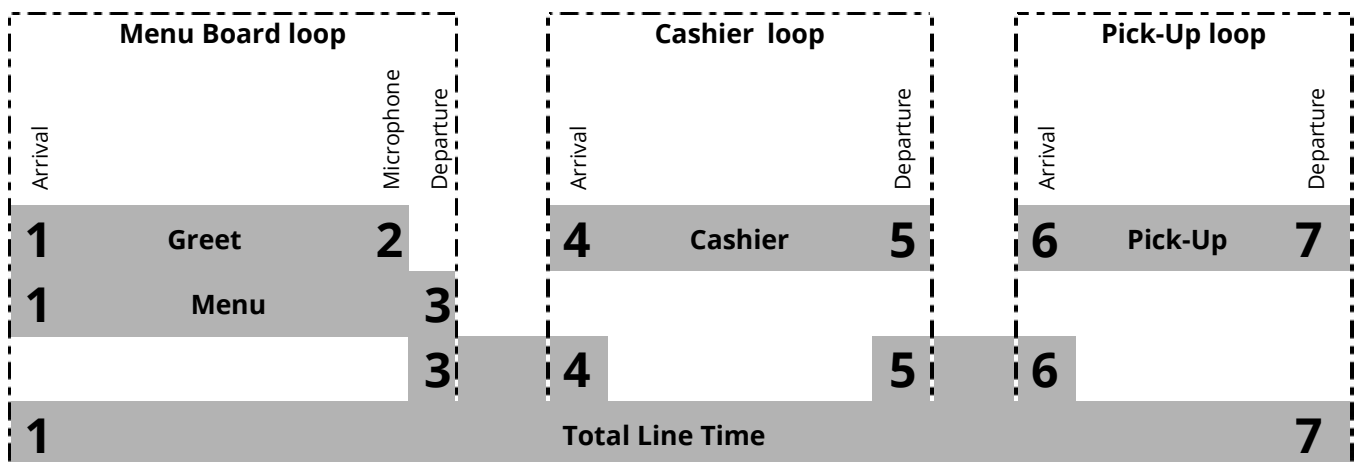 Menu Board loop Cashier loop Pick-Up loop
Arrival Microphone Departure Arrival Departure Arrival Departure
1 Greet 2 4 Cashier 5 6 Pick-Up 7
1 Menu 3
3 4 5 6
1 Total Line Time 7